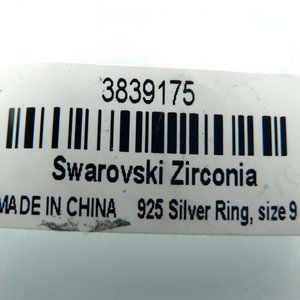 3839175
Swarovski Zirconia
MADE IN CHINA 925 Silver Ring, size 9